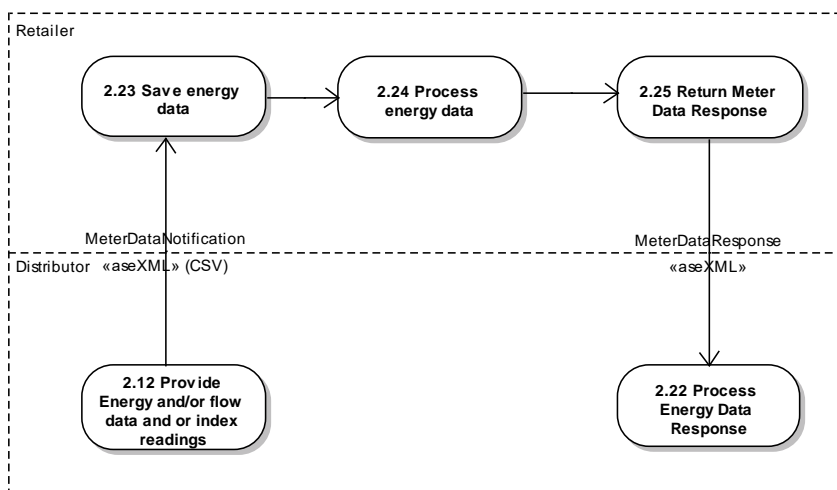 Retailer
2.23 Save energy
data
2.24 Process
energy data
2.25 Return Meter
Data Response
MeterDataNotification
MeterDataResponse
Distributor
«aseXML» (CSV)
«aseXML»
2.12 Provide
Energy and/or flow
data and or index
readings
2.22 Process
Energy Data
Response